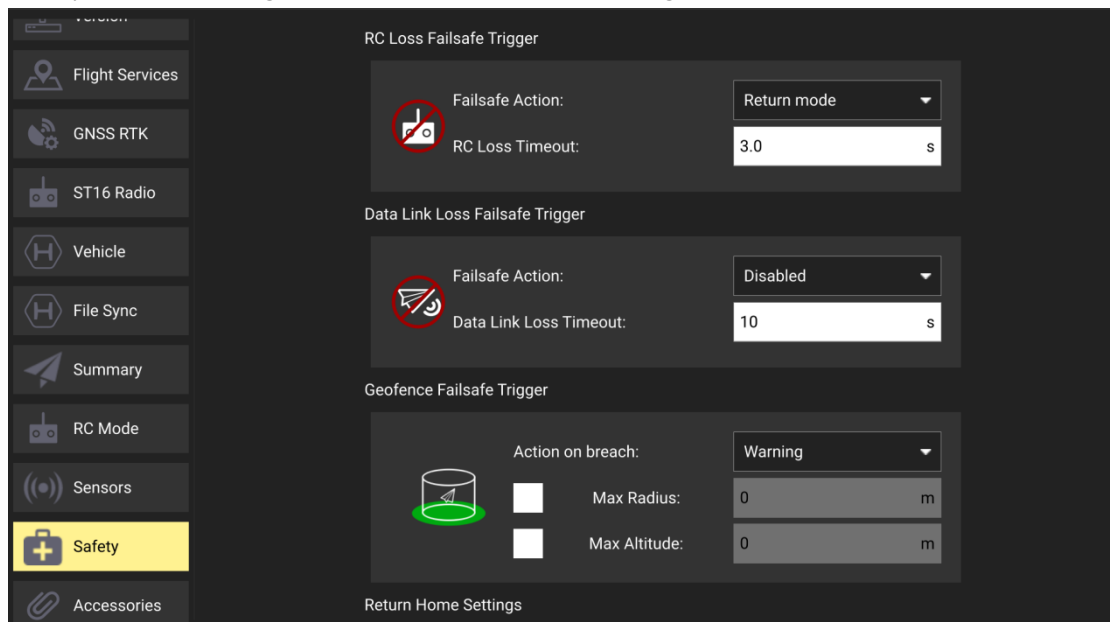 Version
Flight Services
GNSS RTK
ST16 Radio
Vehicle
File Sync
Summary
RC Mode
Sensors
Safety
Accessories
RC Loss Failsafe Trigger
Failsafe Action: Return mode
RC Loss Timeout: 3.0 s
Data Link Loss Failsafe Trigger
Failsafe Action: Disabled
Data Link Loss Timeout: 10 s
Geofence Failsafe Trigger
Action on breach: Warning
Max Radius: 0 m
Max Altitude: 0 m
Return Home Settings